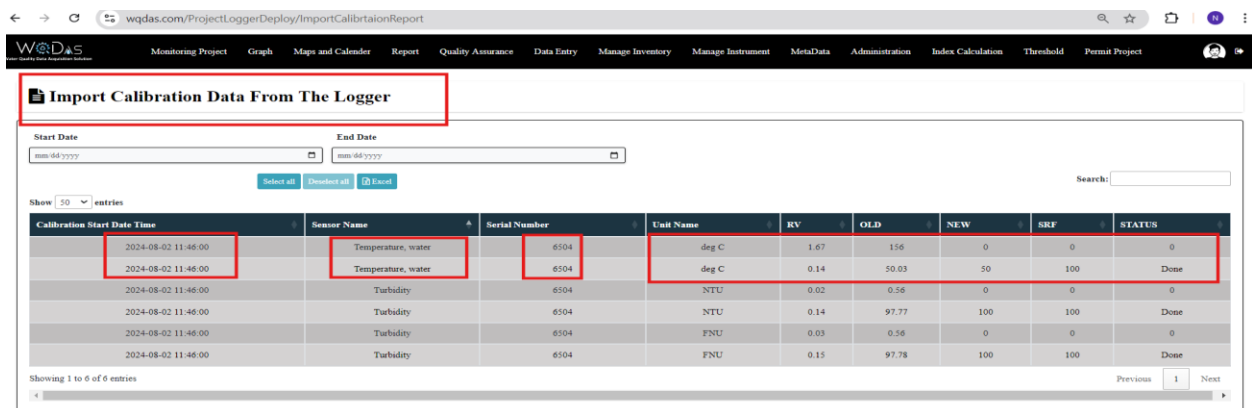 wqdas.com/ProjectLoggerDeploy/ImportCalibrtaionReport
N
WQDAS
Water Quality Data Acquisition Solution
Monitoring Project Graph Maps and Calender Report Quality Assurance Data Entry Manage Inventory Manage Instrument MetaData Administration Index Calculation Threshold Permit Project
Import Calibration Data From The Logger
Start Date End Date
mm/dd/yyyy mm/dd/yyyy
Select all Deselect all Excel
Search:
Show 50 entries
Calibration Start Date Time Sensor Name Serial Number Unit Name RV OLD NEW SRF STATUS
2024-08-02 11:46:00 Temperature, water 6504 deg C 1.67 156 0 0 0
2024-08-02 11:46:00 Temperature, water 6504 deg C 0.14 50.03 50 100 Done
2024-08-02 11:46:00 Turbidity 6504 NTU 0.02 0.56 0 0 0
2024-08-02 11:46:00 Turbidity 6504 NTU 0.14 97.77 100 100 Done
2024-08-02 11:46:00 Turbidity 6504 FNU 0.03 0.56 0 0 0
2024-08-02 11:46:00 Turbidity 6504 FNU 0.15 97.78 100 100 Done
Showing 1 to 6 of 6 entries
Previous 1 Next